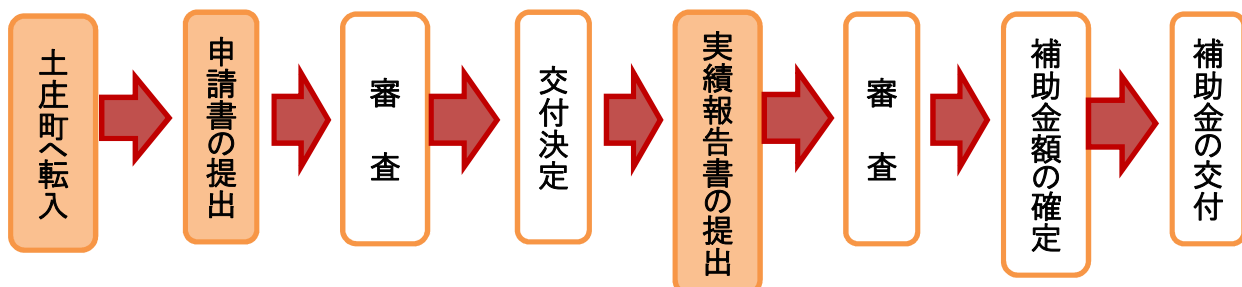 土庄町へ転入
申請書の提出
審査
交付決定
実績報告書の提出
審査
補助金額の確定
補助金の交付